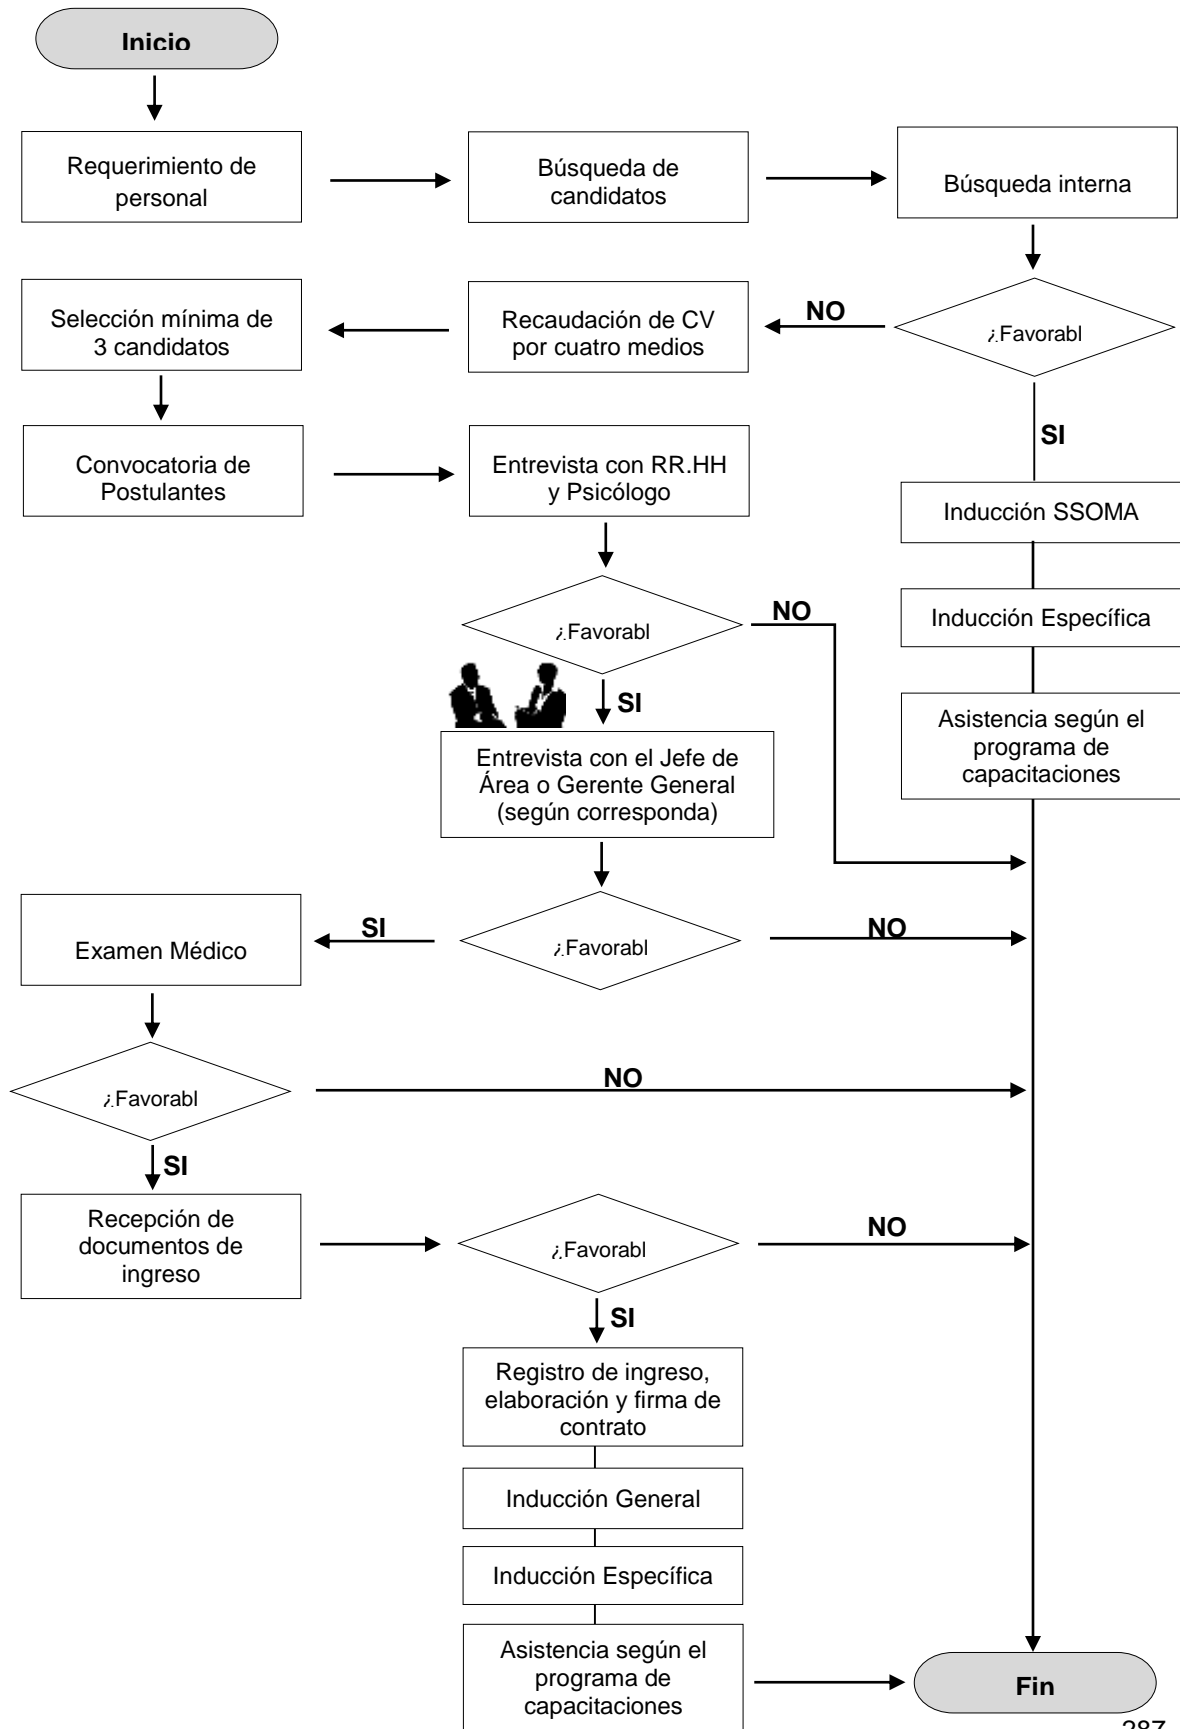 Inicio
Requerimiento de
personal
Búsqueda de
candidatos
Búsqueda interna
Selección mínima de
3 candidatos
Recaudación de CV
por cuatro medios
NO
¿Favorabl
SI
Convocatoria de
Postulantes
Entrevista con RR.HH
y Psicólogo
Inducción SSOMA
¿Favorabl
NO
Inducción Específica
SI
Entrevista con el Jefe de
Área o Gerente General
(según corresponda)
Asistencia según el
programa de
capacitaciones
Examen Médico
SI
¿Favorabl
NO
¿Favorabl
NO
SI
Recepción de
documentos de
ingreso
¿Favorabl
NO
SI
Registro de ingreso,
elaboración y firma de
contrato
Inducción General
Inducción Específica
Asistencia según el
programa de
capacitaciones
Fin
287